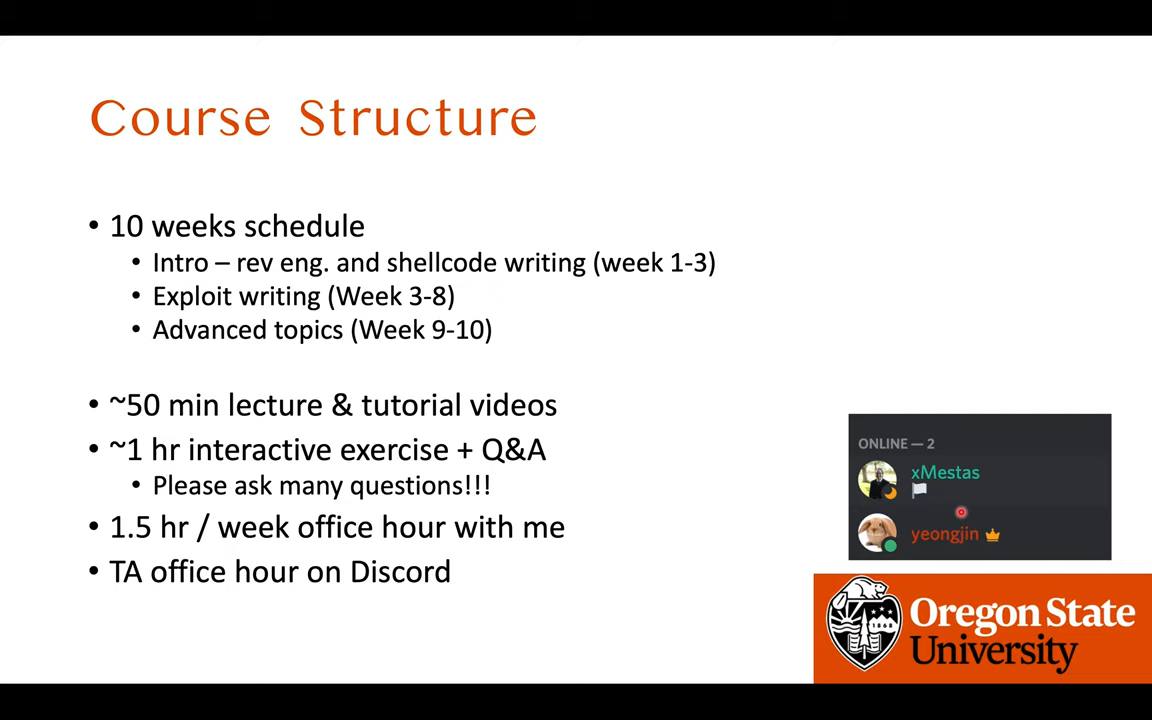 Course Structure
• 10 weeks schedule
• Intro – rev eng. and shellcode writing (week 1-3)
• Exploit writing (Week 3-8)
• Advanced topics (Week 9-10)
• ~50 min lecture & tutorial videos
• ~1 hr interactive exercise + Q&A
• Please ask many questions!!!
• 1.5 hr / week office hour with me
• TA office hour on Discord
ONLINE — 2
xMestas
yeongjin
Oregon State
University